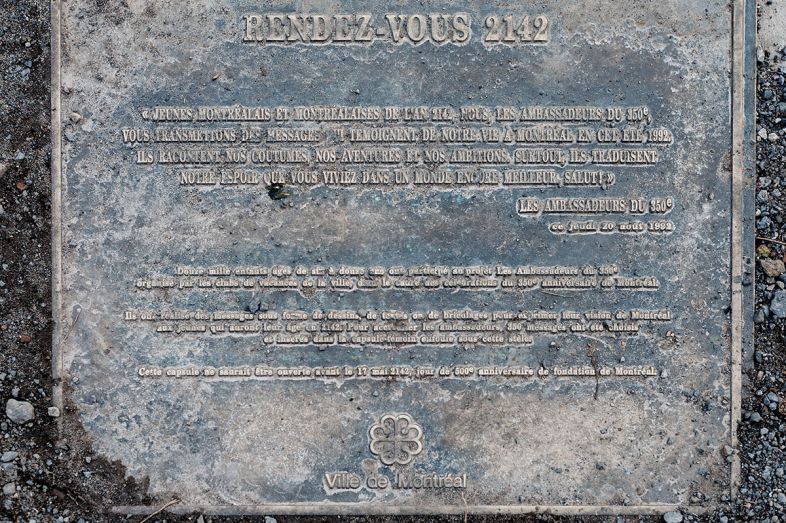 RENDEZ-VOUS 2142
« JEUNES MONTRÉALAIS ET MONTRÉALAISES DE L'AN 2142, NOUS, LES AMBASSADEURS DU 350e,
VOUS TRANSMETTONS DES MESSAGES QUI TÉMOIGNENT DE NOTRE VIE À MONTRÉAL EN CET ÉTÉ 1992.
ILS RACONTENT NOS COUTUMES, NOS AVENTURES ET NOS AMBITIONS. SURTOUT, ILS TRADUISENT
NOTRE ESPOIR QUE VOUS VIVIEZ DANS UN MONDE ENCORE MEILLEUR. SALUT! »
LES AMBASSADEURS DU 350e
ce jeudi 20 août 1992
Douze mille enfants âgés de six à douze ans ont participé au projet Les Ambassadeurs du 350e
organisé par les clubs de vacances de la ville, dans le cadre des célébrations du 350e anniversaire de Montréal.
Ils ont réalisé des messages sous forme de dessins, de textes ou de bricolages pour exprimer leur vision de Montréal
aux jeunes qui auront leur âge en 2142. Pour accompagner les ambassadeurs, 350 messages ont été choisis
et insérés dans la capsule-témoin enfouie sous cette stèle.
Cette capsule ne saurait être ouverte avant le 17 mai 2142, jour de 500e anniversaire de fondation de Montréal.
Ville de Montréal